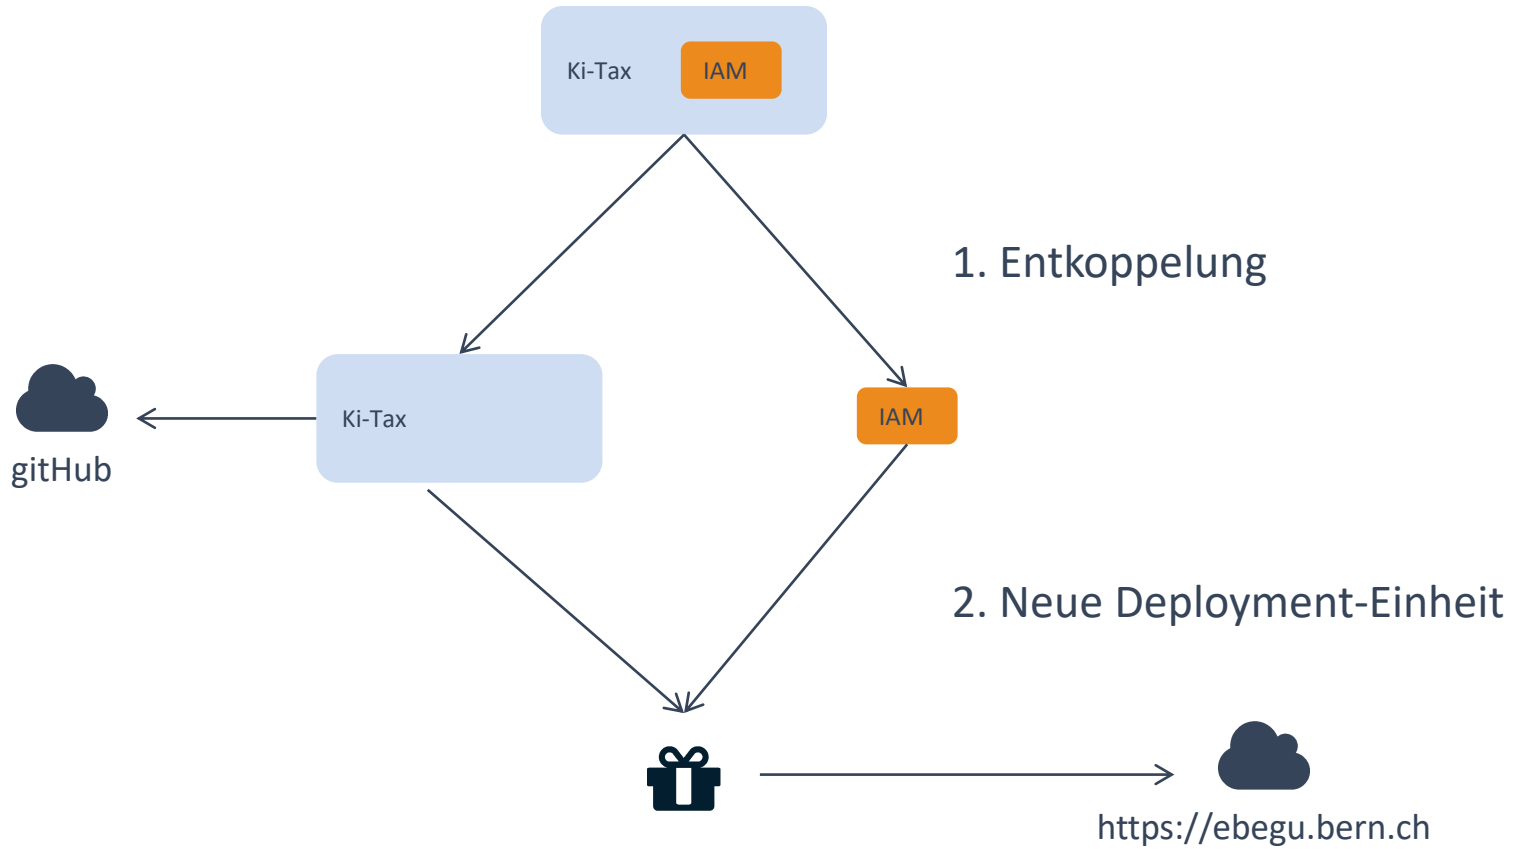 Ki-Tax
IAM
1. Entkoppelung
Ki-Tax
IAM
gitHub
2. Neue Deployment-Einheit
https://ebegu.bern.ch